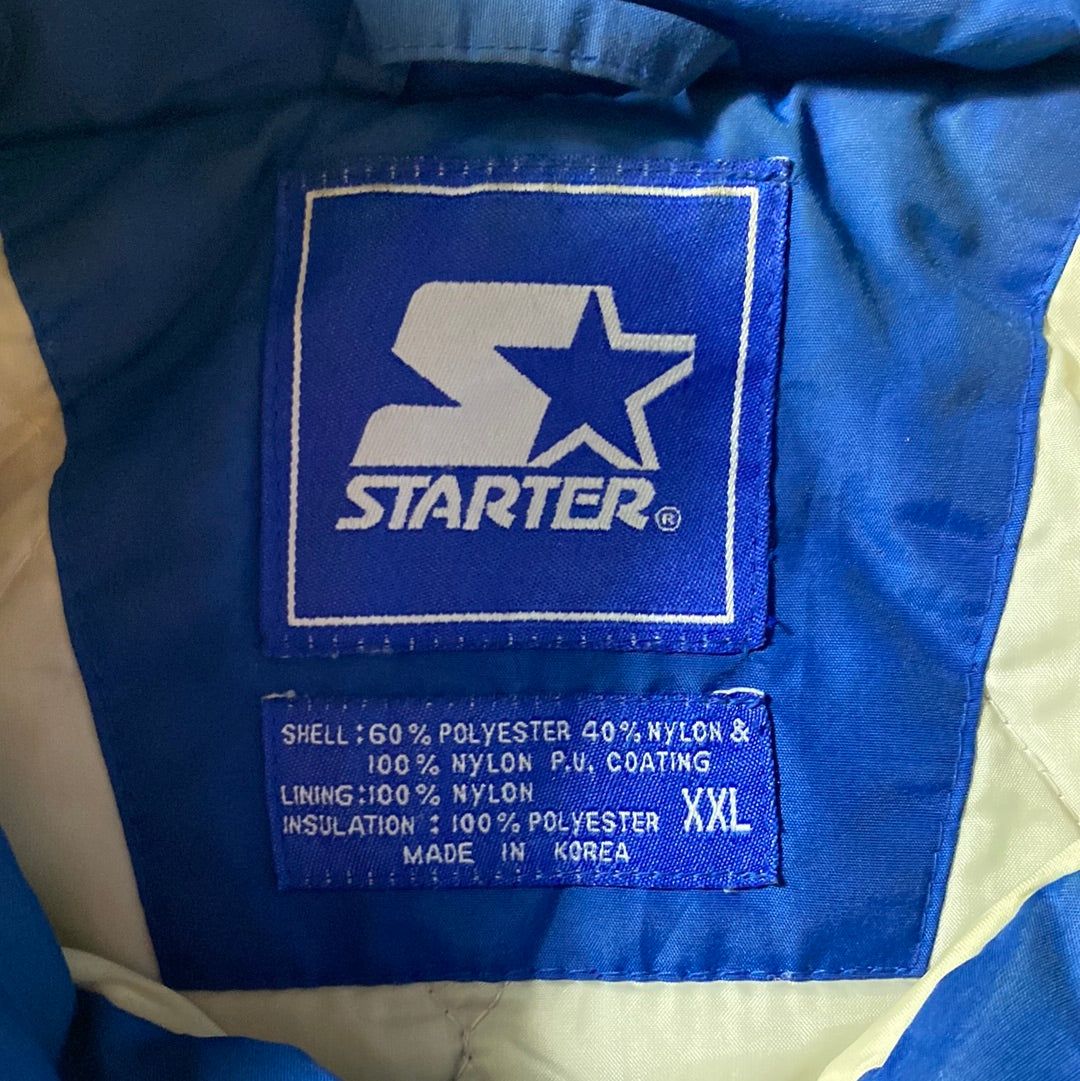 STARTER®
SHELL:60% POLYESTER 40% NYLON &
100% NYLON P.U. COATING
LINING:100% NYLON
INSULATION : 100% POLYESTER XXL
MADE IN KOREA